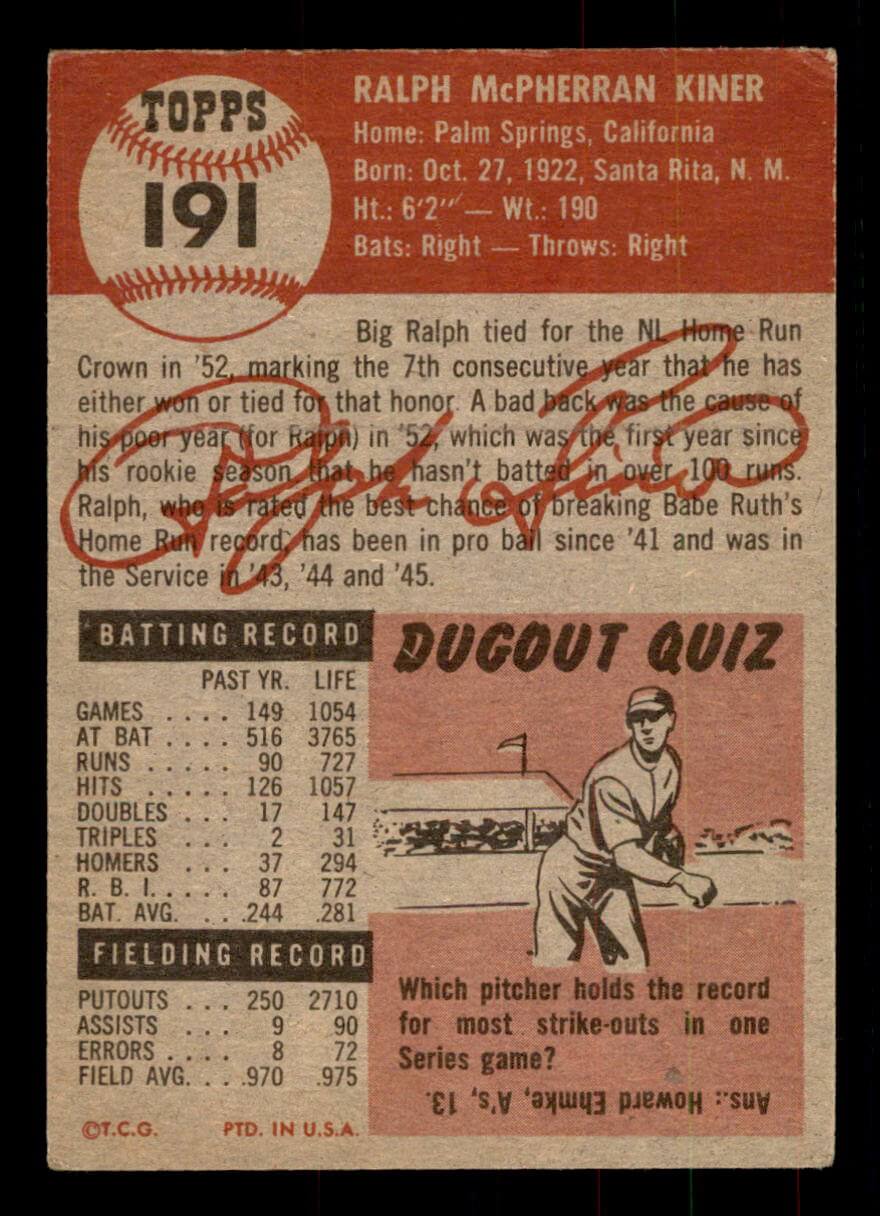 TOPPS
191
RALPH McPHERRAN KINER
Home: Palm Springs, California
Born: Oct. 27, 1922, Santa Rita, N. M.
Ht.: 6'2" — Wt.: 190
Bats: Right — Throws: Right
Big Ralph tied for the NL Home Run
Crown in '52, marking the 7th consecutive year that he has
either won or tied for that honor. A bad back was the cause of
his poor year (for Ralph) in '52, which was the first year since
his rookie season that he hasn't batted in over 100 runs.
Ralph, who is rated the best chance of breaking Babe Ruth's
Home Run record, has been in pro ball since '41 and was in
the Service in '43, '44 and '45.
Ralph Kiner
BATTING RECORD
PAST YR. LIFE
GAMES .... 149 1054
AT BAT .... 516 3765
RUNS ..... 90 727
HITS ..... 126 1057
DOUBLES ... 17 147
TRIPLES ... 2 31
HOMERS ... 37 294
R. B. I. .... 87 772
BAT. AVG. ... .244 .281
FIELDING RECORD
PUTOUTS ... 250 2710
ASSISTS ... 9 90
ERRORS .... 8 72
FIELD AVG. ... .970 .975
©T.C.G. PTD. IN U.S.A.
DUGOUT QUIZ
Which pitcher holds the record
for most strike-outs in one
Series game?
Ans.: Howard Ehmke, A's, 13.